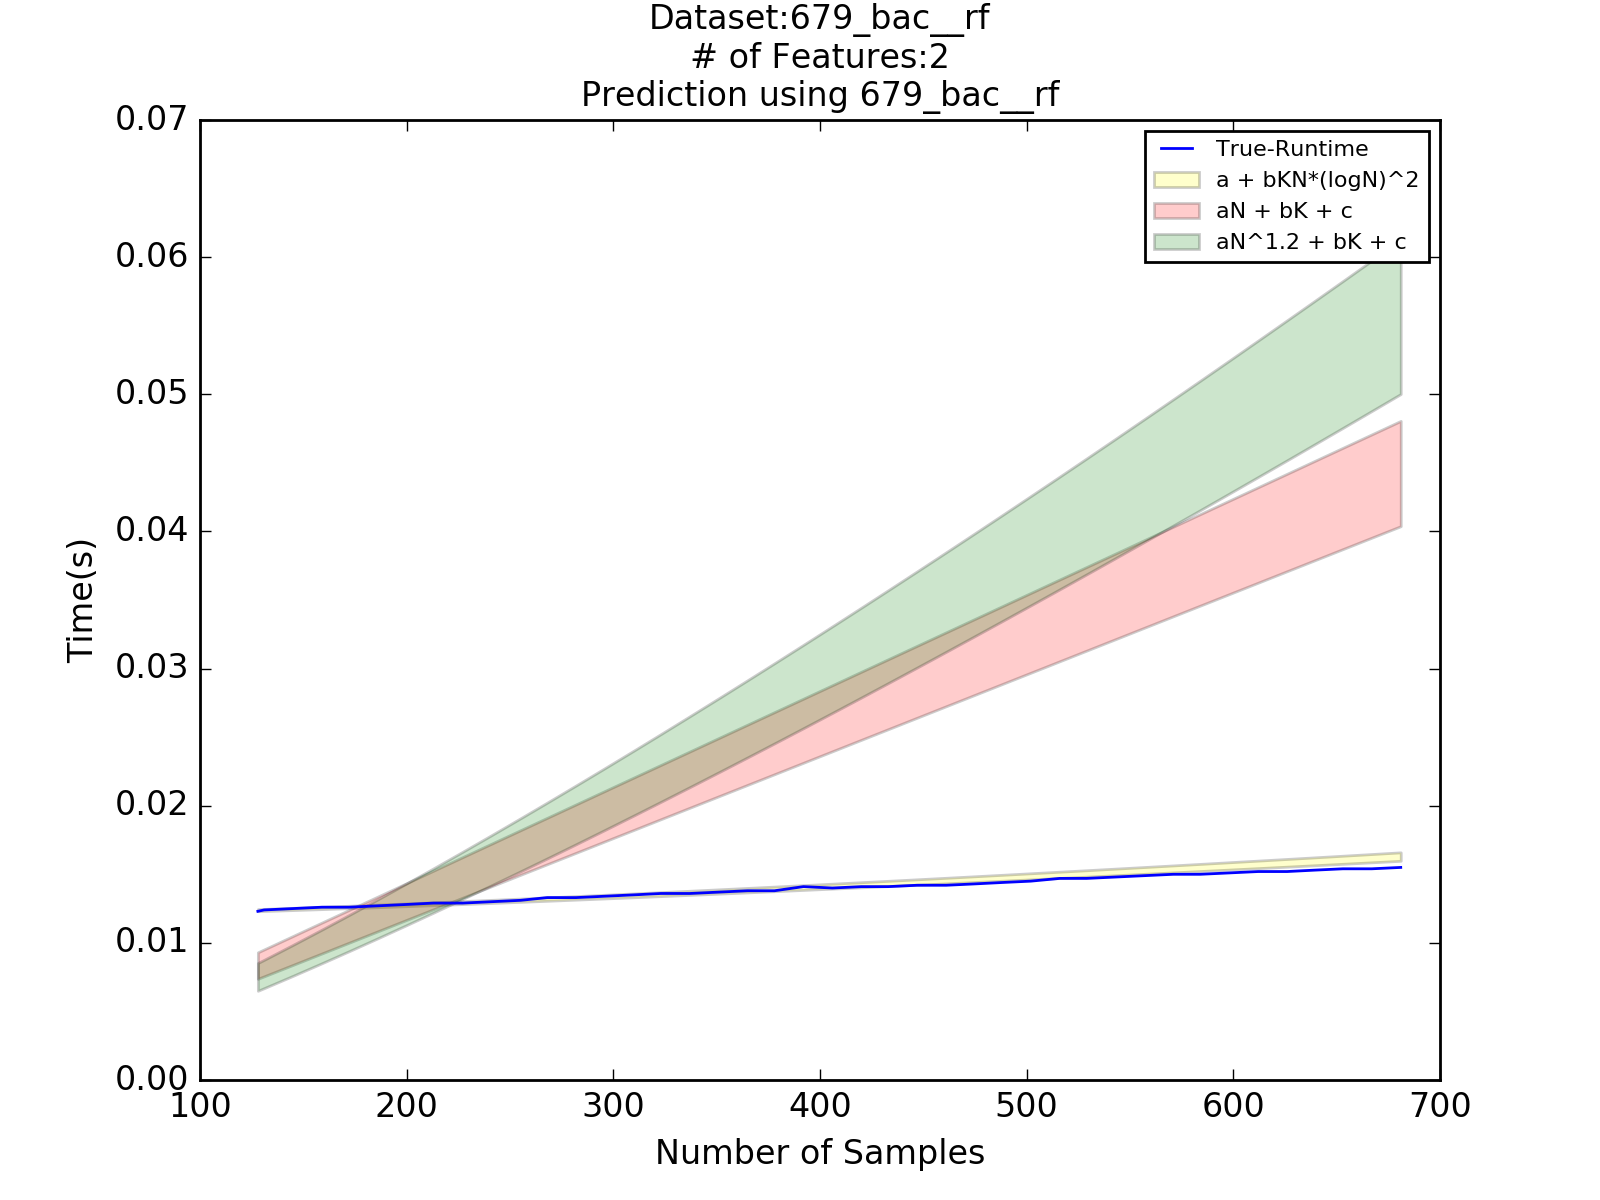 Dataset:679_bac__rf
# of Features:2
Prediction using 679_bac__rf
0.07
0.06
0.05
0.04
0.03
0.02
0.01
0.00
Time(s)
True-Runtime
a + bKN*(logN)^2
aN + bK + c
aN^1.2 + bK + c
100 200 300 400 500 600 700
Number of Samples